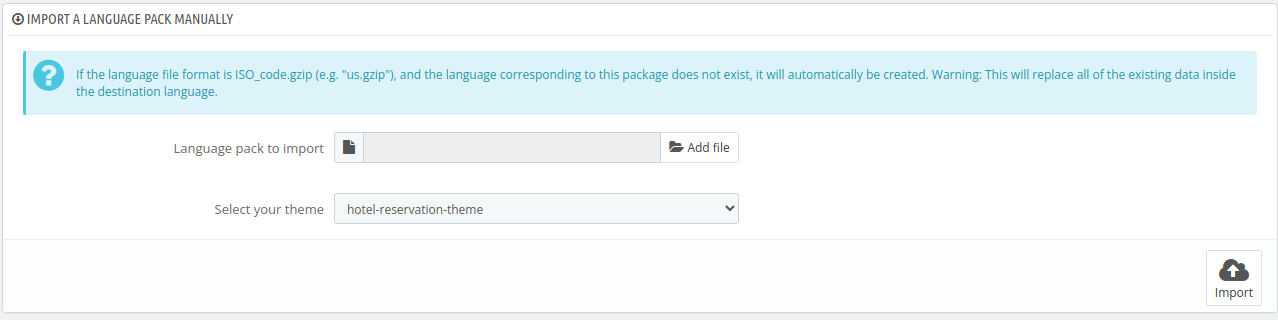 IMPORT A LANGUAGE PACK MANUALLY
If the language file format is ISO_code.gzip (e.g. "us.gzip"), and the language corresponding to this package does not exist, it will automatically be created. Warning: This will replace all of the existing data inside
the destination language.
Language pack to import
Add file
Select your theme
hotel-reservation-theme
Import